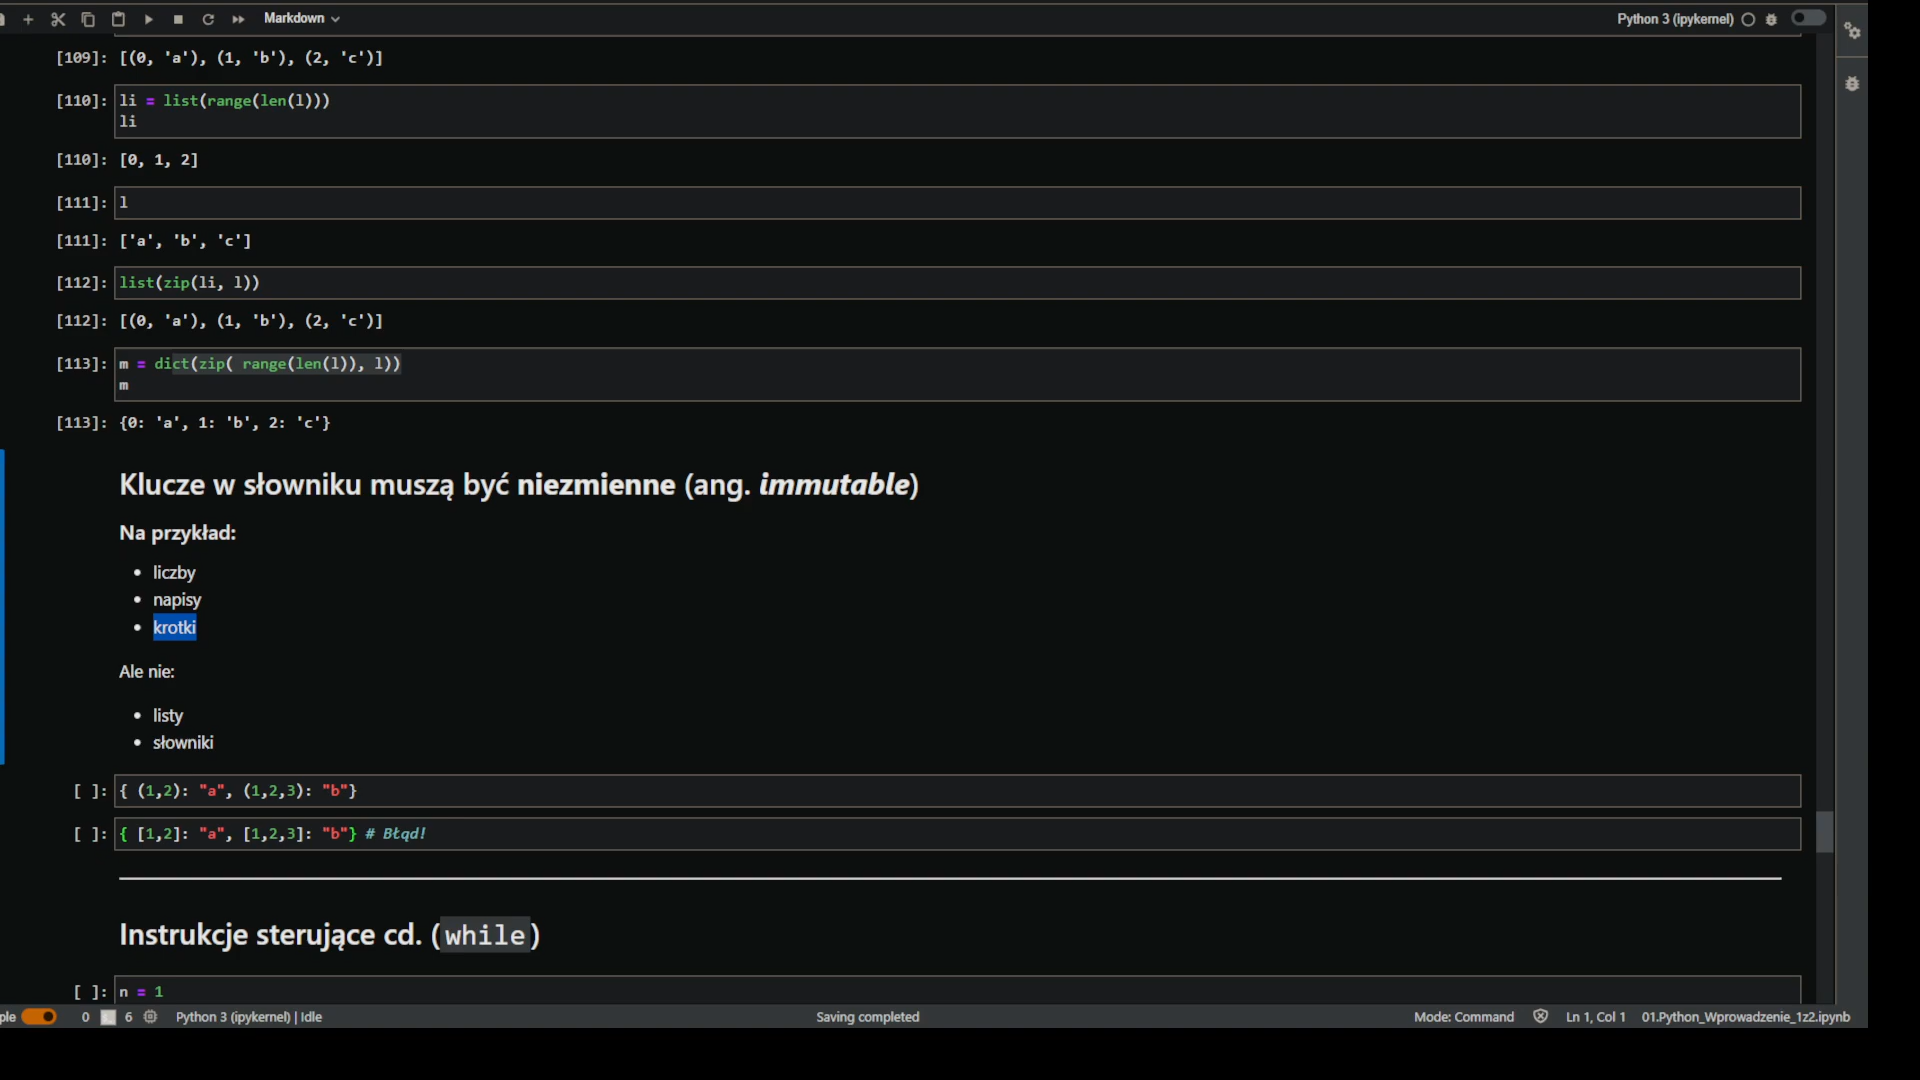 Markdown
Python 3 (ipykernel)
[109]: [(0, 'a'), (1, 'b'), (2, 'c')]
[110]: li = list(range(len(l)))
li
[110]: [0, 1, 2]
[111]: l
[111]: ['a', 'b', 'c']
[112]: list(zip(li, l))
[112]: [(0, 'a'), (1, 'b'), (2, 'c')]
[113]: m = dict(zip( range(len(l)), l))
m
[113]: {0: 'a', 1: 'b', 2: 'c'}
Klucze w słowniku muszą być niezmienne (ang. immutable)
Na przykład:
• liczby
• napisy
• krotki
Ale nie:
• listy
• słowniki
[ ]: { (1,2): "a", (1,2,3): "b"}
[ ]: { [1,2]: "a", [1,2,3]: "b"} # Błąd!
Instrukcje sterujące cd. (while)
[ ]: n = 1
ple 0 6 Python 3 (ipykernel) | Idle Saving completed Mode: Command Ln 1, Col 1 01.Python_Wprowadzenie_1z2.ipynb